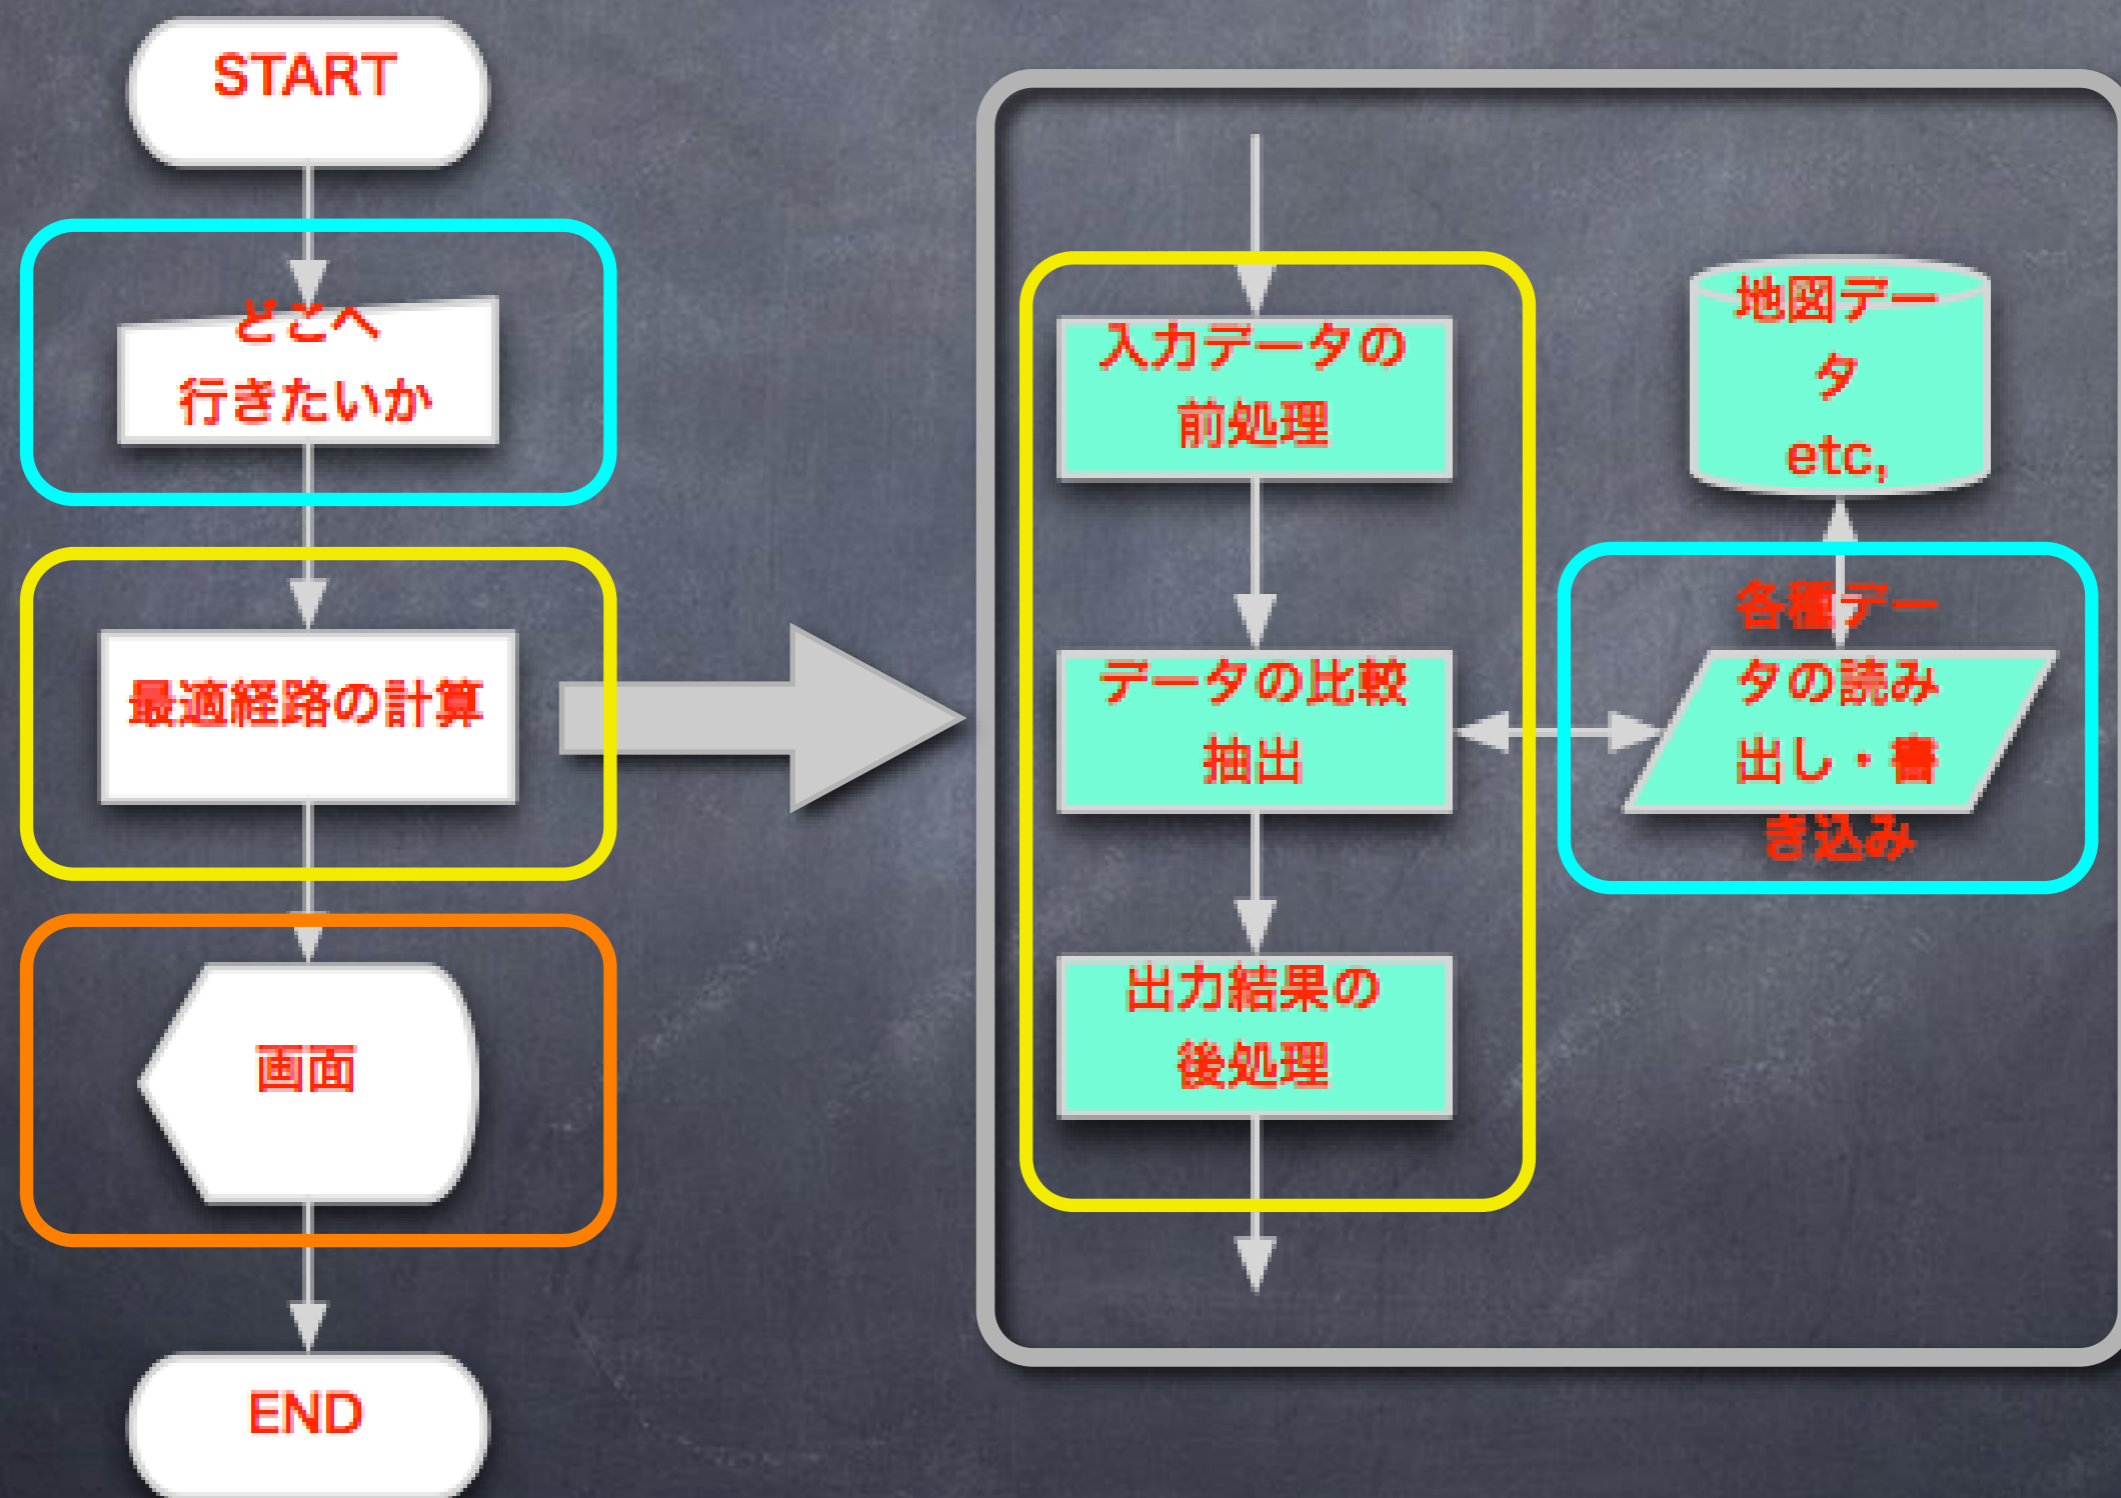 START
どこへ
行きたいか
最適経路の計算
画面
END
入力データの
前処理
データの比較
抽出
出力結果の
後処理
地図デー
タ
etc,
各種デー
タの読み
出し・書
き込み